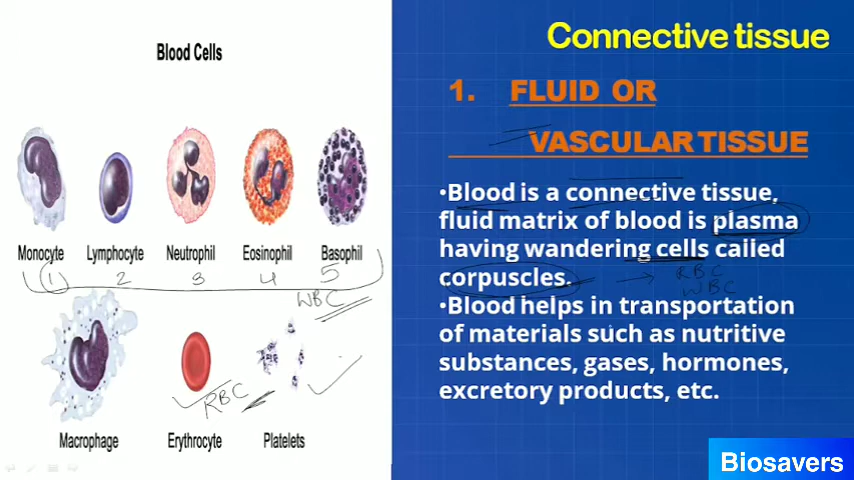 Blood Cells
Monocyte Lymphocyte Neutrophil Eosinophil Basophil
1 2 3 4 5
WBC
RBC
Macrophage Erythrocyte Platelets
Connective tissue
1. FLUID OR
VASCULAR TISSUE
•Blood is a connective tissue,
fluid matrix of blood is plasma
having wandering cells called
corpuscles.
RBC
WBC
•Blood helps in transportation
of materials such as nutritive
substances, gases, hormones,
excretory products, etc.
Biosavers